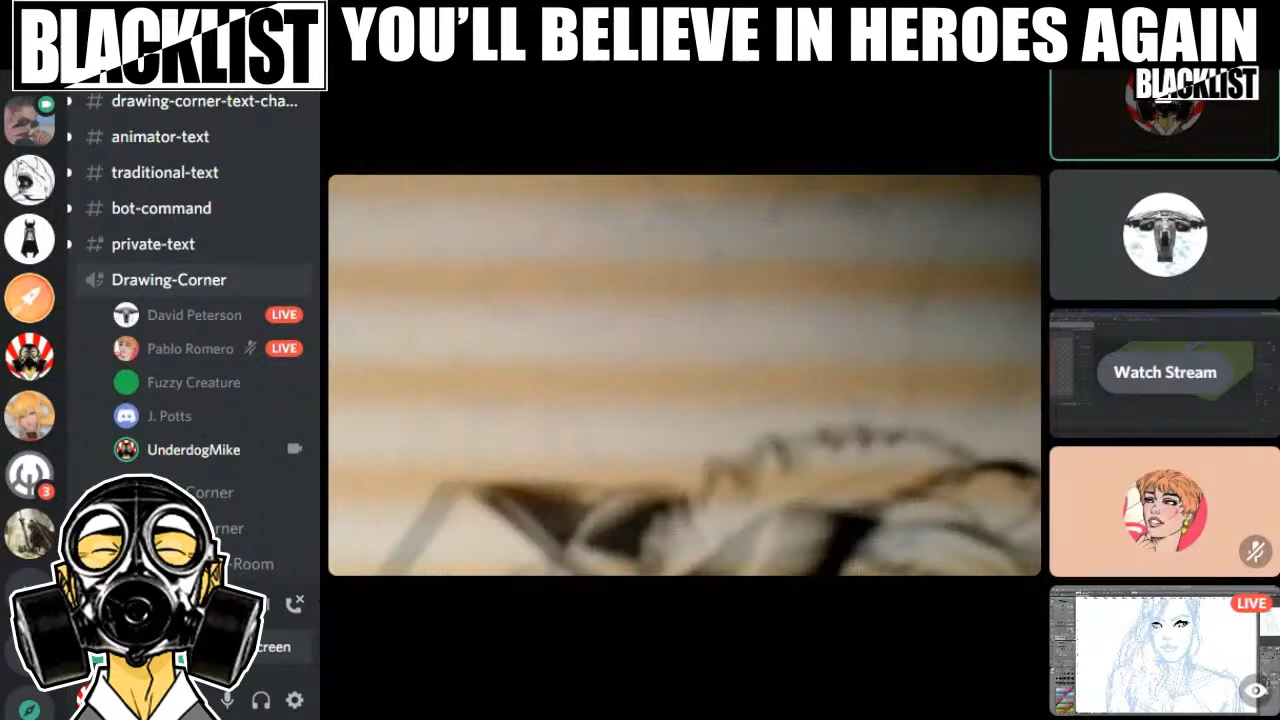 BLACKLIST
YOU'LL BELIEVE IN HEROES AGAIN
BLACKLIST
drawing-corner-text-cha...
animator-text
traditional-text
bot-command
private-text
Drawing-Corner
David Peterson LIVE
Pablo Romero LIVE
Fuzzy Creature
J. Potts
UnderdogMike
Corner
rner
-Room
creen
3
Watch Stream
LIVE